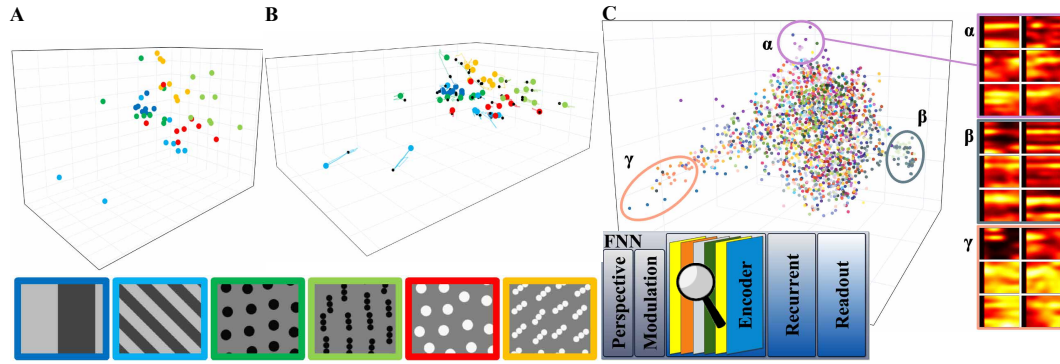 A
B
C
α
β
γ
α
β
γ
FNN
Perspective
Modulation
Encoder
Recurrent
Readout